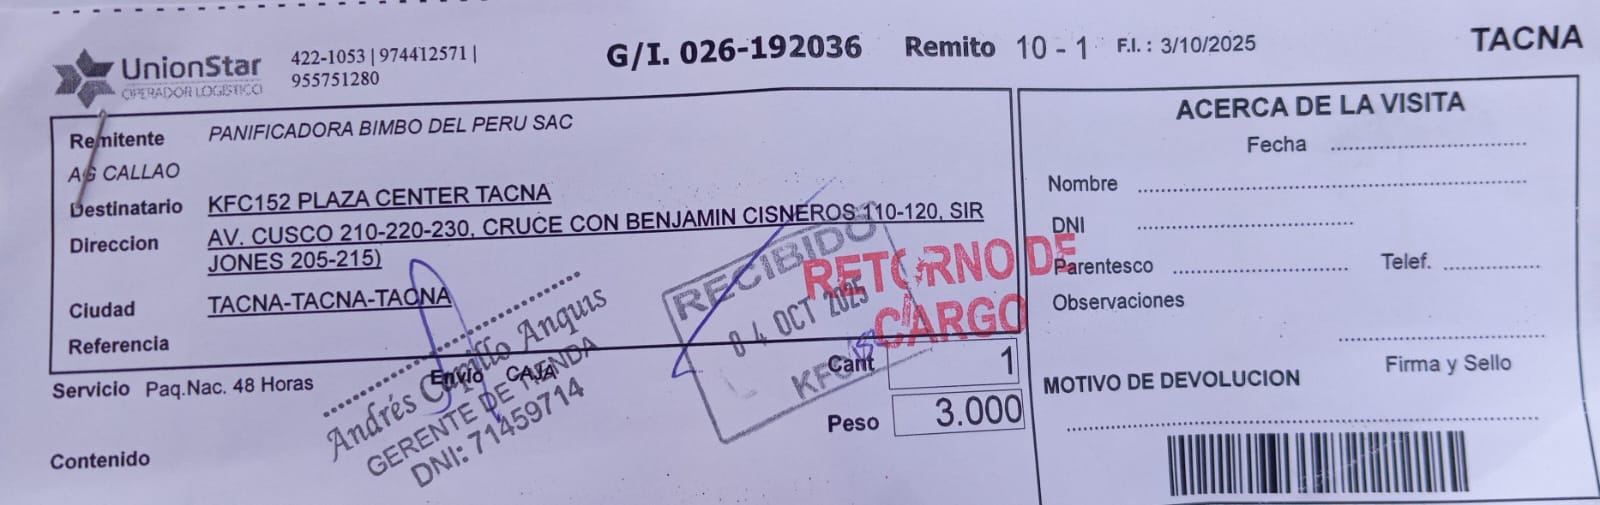 UnionStar
OPERADOR LOGISTICO
422-1053 | 974412571 |
955751280
G/I. 026-192036 Remito 10 - 1 F.I. : 3/10/2025 TACNA
Remitente PANIFICADORA BIMBO DEL PERU SAC
AG CALLAO
Destinatario KFC152 PLAZA CENTER TACNA
Direccion AV. CUSCO 210-220-230, CRUCE CON BENJAMIN CISNEROS 110-120, SIR
JONES 205-215)
Ciudad TACNA-TACNA-TACNA
Referencia
Servicio Paq.Nac. 48 Horas Envio CAJA
Cant 1
Peso 3.000
Contenido
RECIBIDO
04 OCT 2025
KFC 152
RETORNO DE
CARGO
GERENTE DE TIENDA
DNI: 71459714
ACERCA DE LA VISITA
Fecha
Nombre
DNI
Parentesco Telef.
Observaciones
Firma y Sello
MOTIVO DE DEVOLUCION